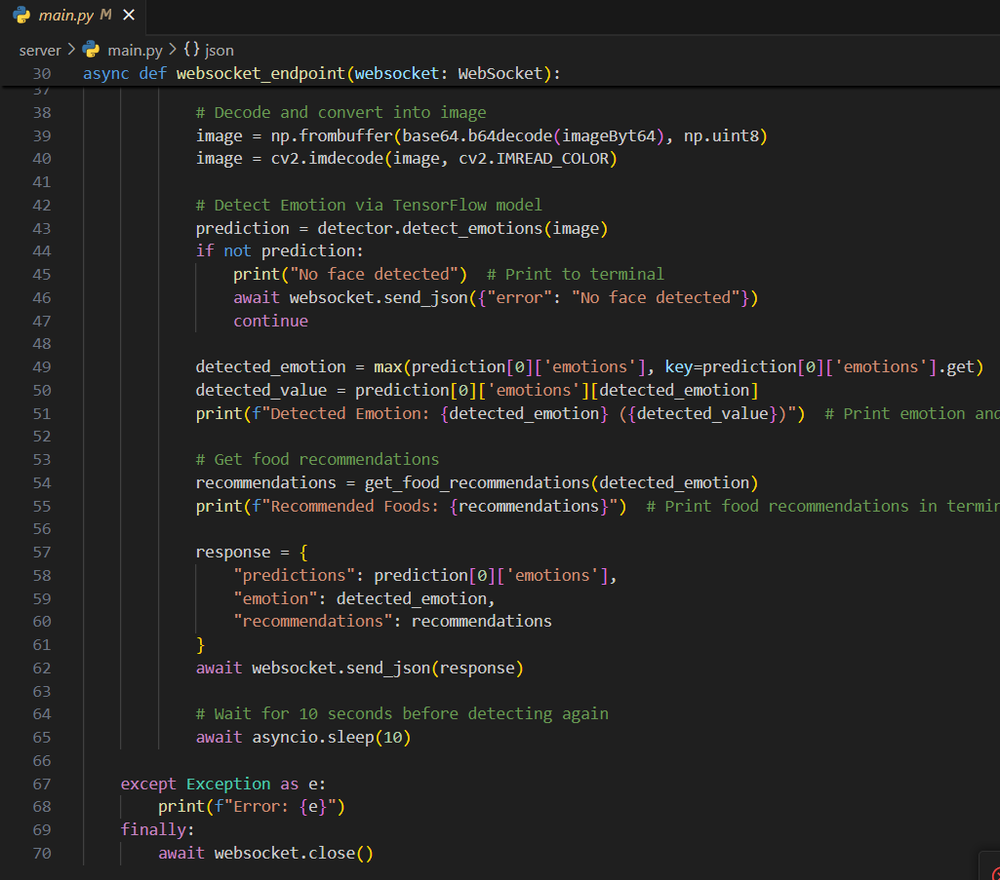 main.py M ×
server > main.py > {} json
30 async def websocket_endpoint(websocket: WebSocket):
37
38 # Decode and convert into image
39 image = np.frombuffer(base64.b64decode(imageByt64), np.uint8)
40 image = cv2.imdecode(image, cv2.IMREAD_COLOR)
41
42 # Detect Emotion via TensorFlow model
43 prediction = detector.detect_emotions(image)
44 if not prediction:
45 print("No face detected")  # Print to terminal
46 await websocket.send_json({"error": "No face detected"})
47 continue
48
49 detected_emotion = max(prediction[0]['emotions'], key=prediction[0]['emotions'].get)
50 detected_value = prediction[0]['emotions'][detected_emotion]
51 print(f"Detected Emotion: {detected_emotion} ({detected_value})")  # Print emotion and
52
53 # Get food recommendations
54 recommendations = get_food_recommendations(detected_emotion)
55 print(f"Recommended Foods: {recommendations}")  # Print food recommendations in termin
56
57 response = {
58 "predictions": prediction[0]['emotions'],
59 "emotion": detected_emotion,
60 "recommendations": recommendations
61 }
62 await websocket.send_json(response)
63
64 # Wait for 10 seconds before detecting again
65 await asyncio.sleep(10)
66
67 except Exception as e:
68 print(f"Error: {e}")
69 finally:
70 await websocket.close()